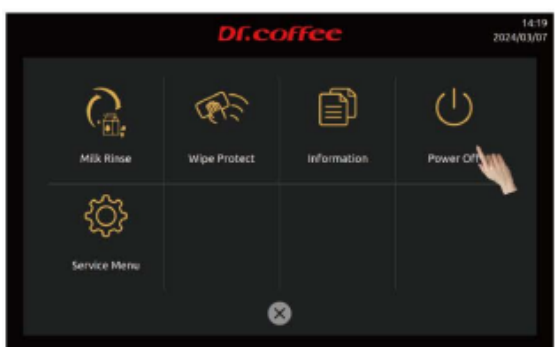 Dr.coffee
14:19
2024/03/07
Milk Rinse
Wipe Protect
Information
Power Off
Service Menu